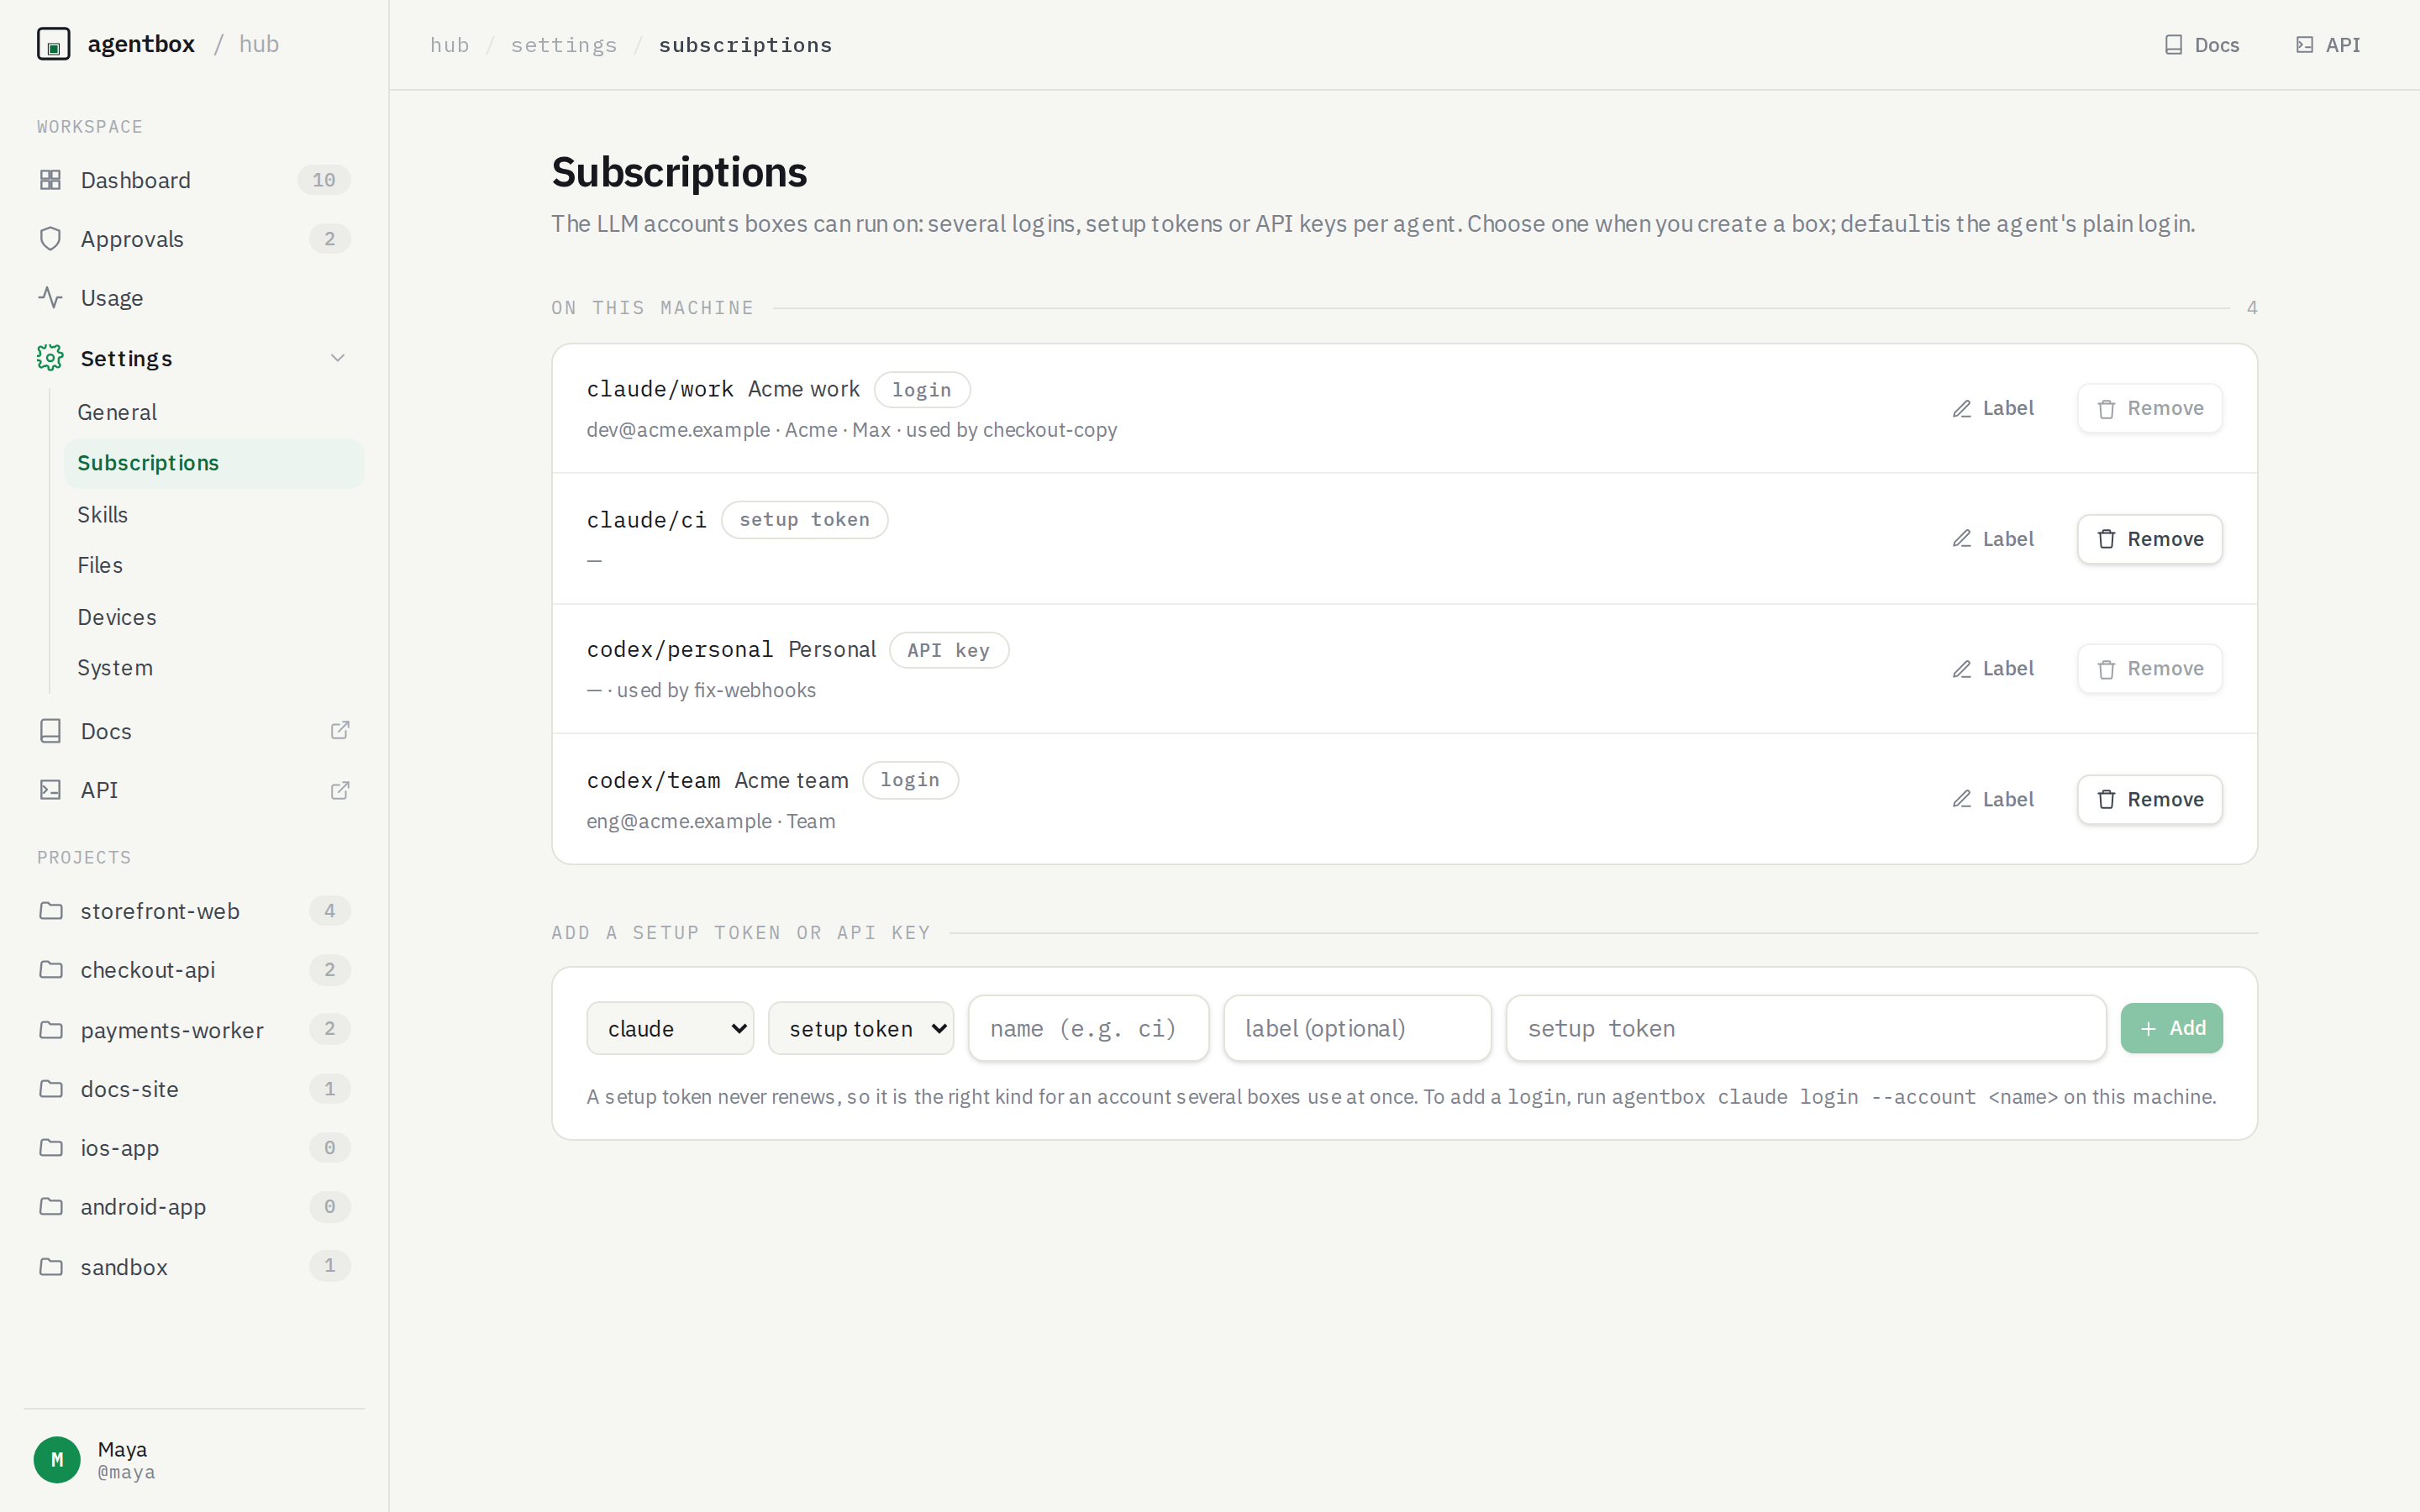 agentbox / hub
hub / settings / subscriptions
Docs
API
WORKSPACE
Dashboard 10
Approvals 2
Usage
Settings
General
Subscriptions
Skills
Files
Devices
System
Docs
API
PROJECTS
storefront-web 4
checkout-api 2
payments-worker 2
docs-site 1
ios-app 0
android-app 0
sandbox 1
M
Maya
@maya
Subscriptions
The LLM accounts boxes can run on: several logins, setup tokens or API keys per agent. Choose one when you create a box; default is the agent's plain login.
ON THIS MACHINE 4
claude/work Acme work login
dev@acme.example · Acme · Max · used by checkout-copy
Label Remove
claude/ci setup token
—
Label Remove
codex/personal Personal API key
— · used by fix-webhooks
Label Remove
codex/team Acme team login
eng@acme.example · Team
Label Remove
ADD A SETUP TOKEN OR API KEY
claude setup token name (e.g. ci) label (optional) setup token + Add
A setup token never renews, so it is the right kind for an account several boxes use at once. To add a login, run agentbox claude login --account <name> on this machine.